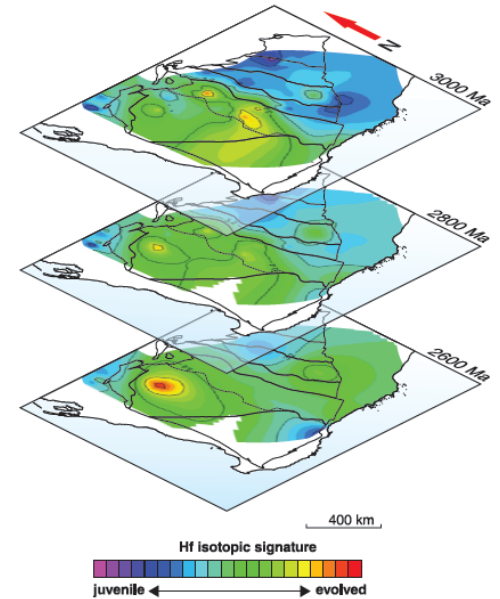 N
3000 Ma
2800 Ma
2600 Ma
400 km
Hf isotopic signature
juvenile evolved